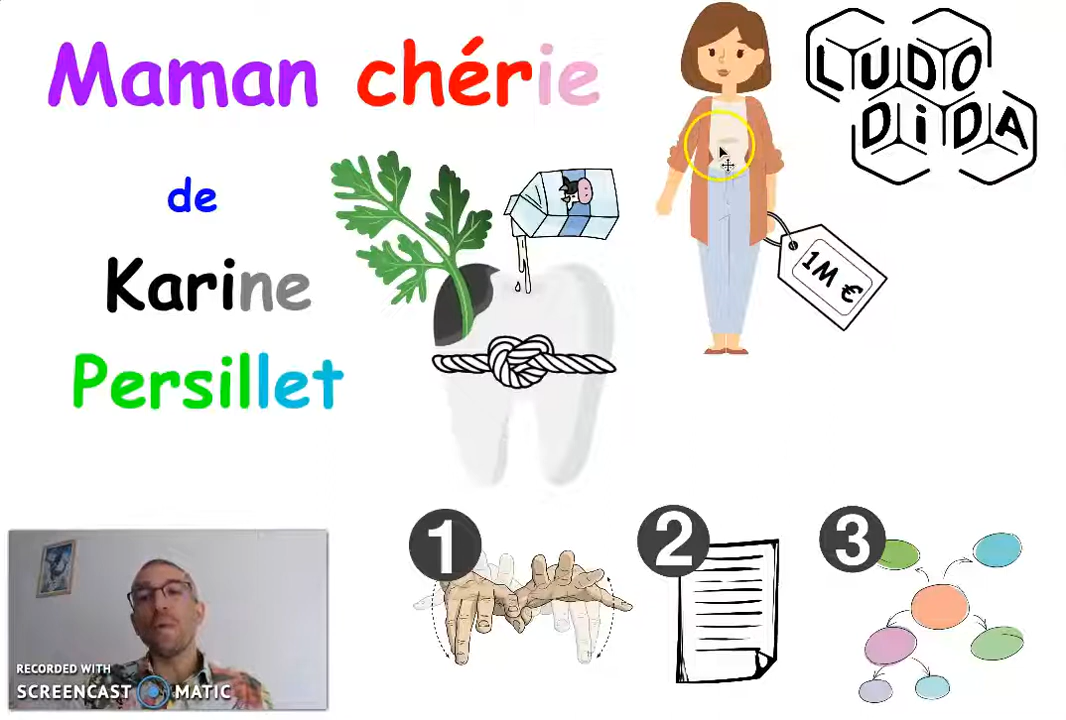 Maman chérie
de
Karine
Persillet
LUDO
DiDA
1M €
1
2
3
RECORDED WITH
SCREENCAST MATIC